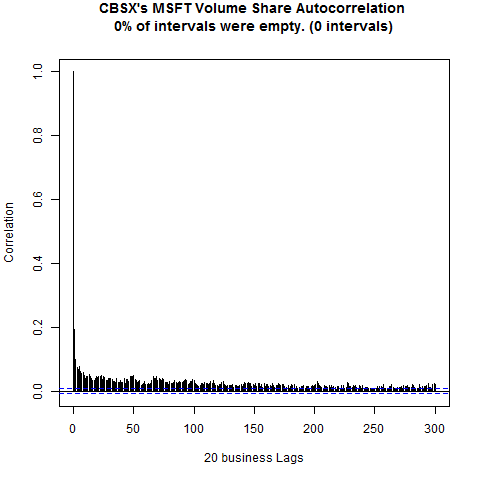 CBSX's MSFT Volume Share Autocorrelation
0% of intervals were empty. (0 intervals)
1.0
0.8
0.6
0.4
0.2
0.0
Correlation
0 50 100 150 200 250 300
20 business Lags